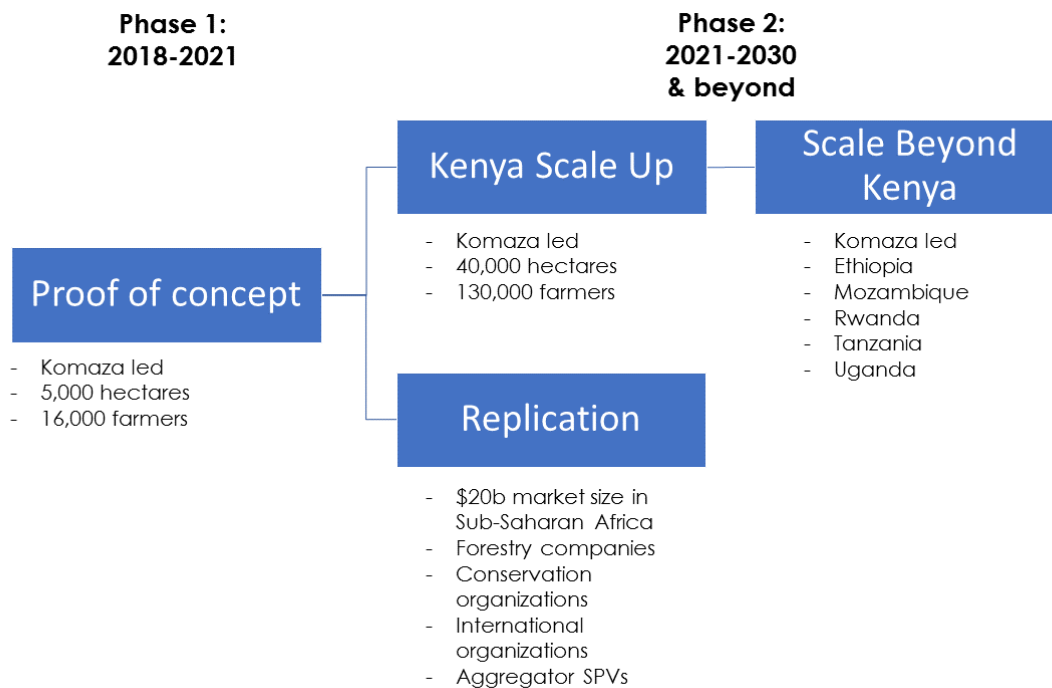 Phase 1:
2018-2021
Phase 2:
2021-2030
& beyond
Proof of concept
- Komaza led
- 5,000 hectares
- 16,000 farmers
Kenya Scale Up
- Komaza led
- 40,000 hectares
- 130,000 farmers
Scale Beyond
Kenya
- Komaza led
- Ethiopia
- Mozambique
- Rwanda
- Tanzania
- Uganda
Replication
- $20b market size in
Sub-Saharan Africa
- Forestry companies
- Conservation
organizations
- International
organizations
- Aggregator SPVs